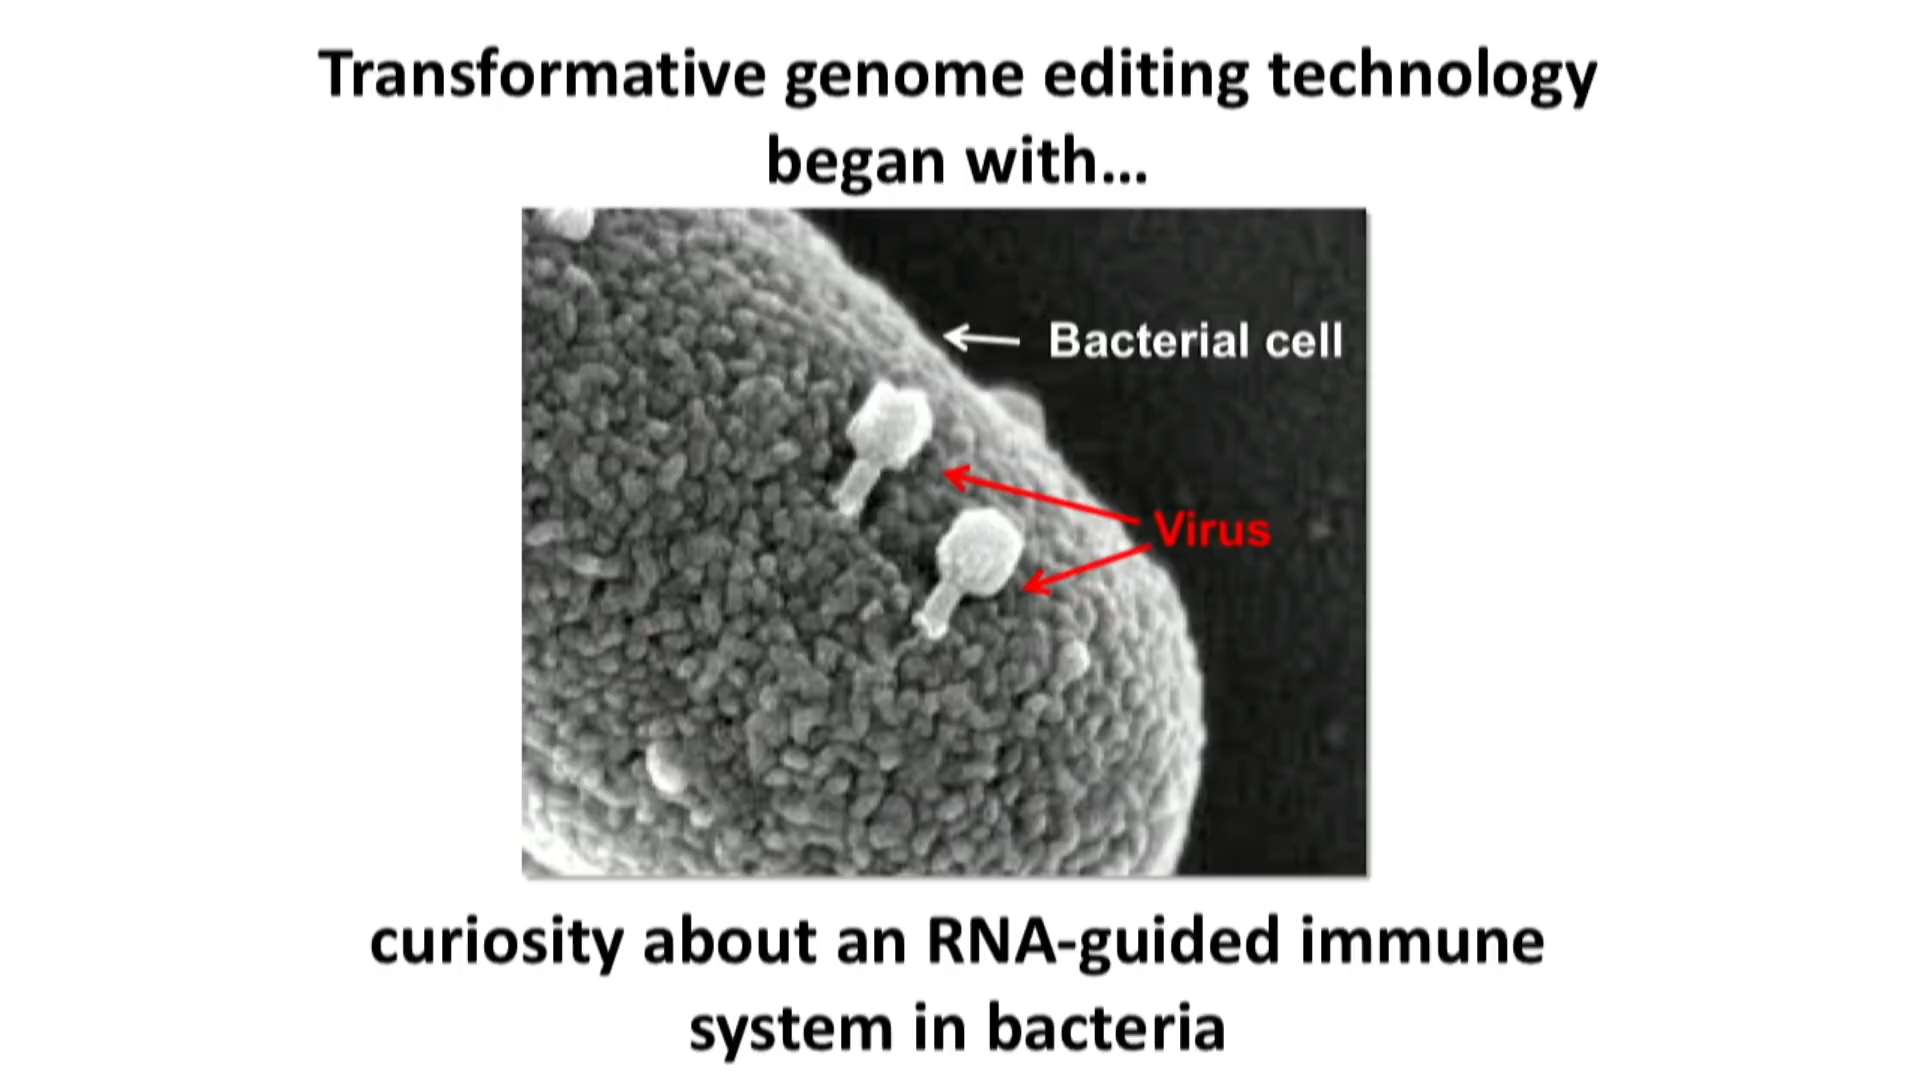 Transformative genome editing technology
began with...
Bacterial cell
Virus
curiosity about an RNA-guided immune
system in bacteria